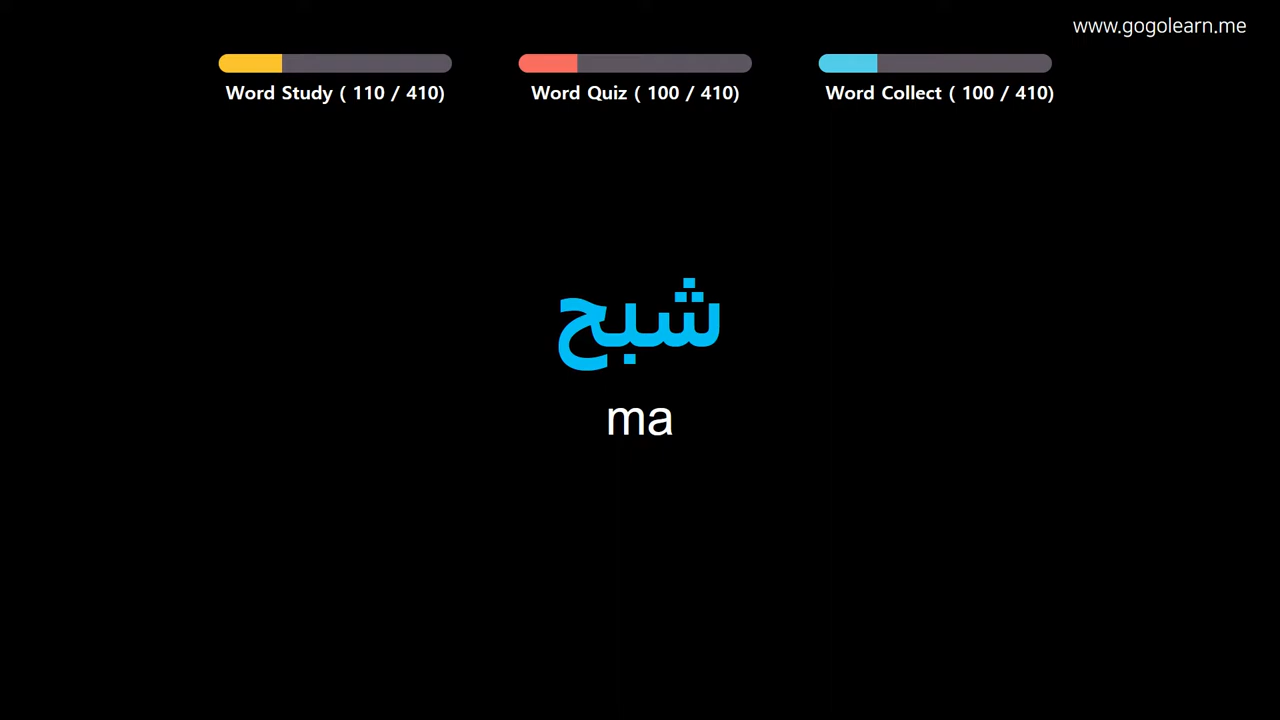 www.gogolearn.me
Word Study ( 110 / 410)
Word Quiz ( 100 / 410)
Word Collect ( 100 / 410)
شبح
ma